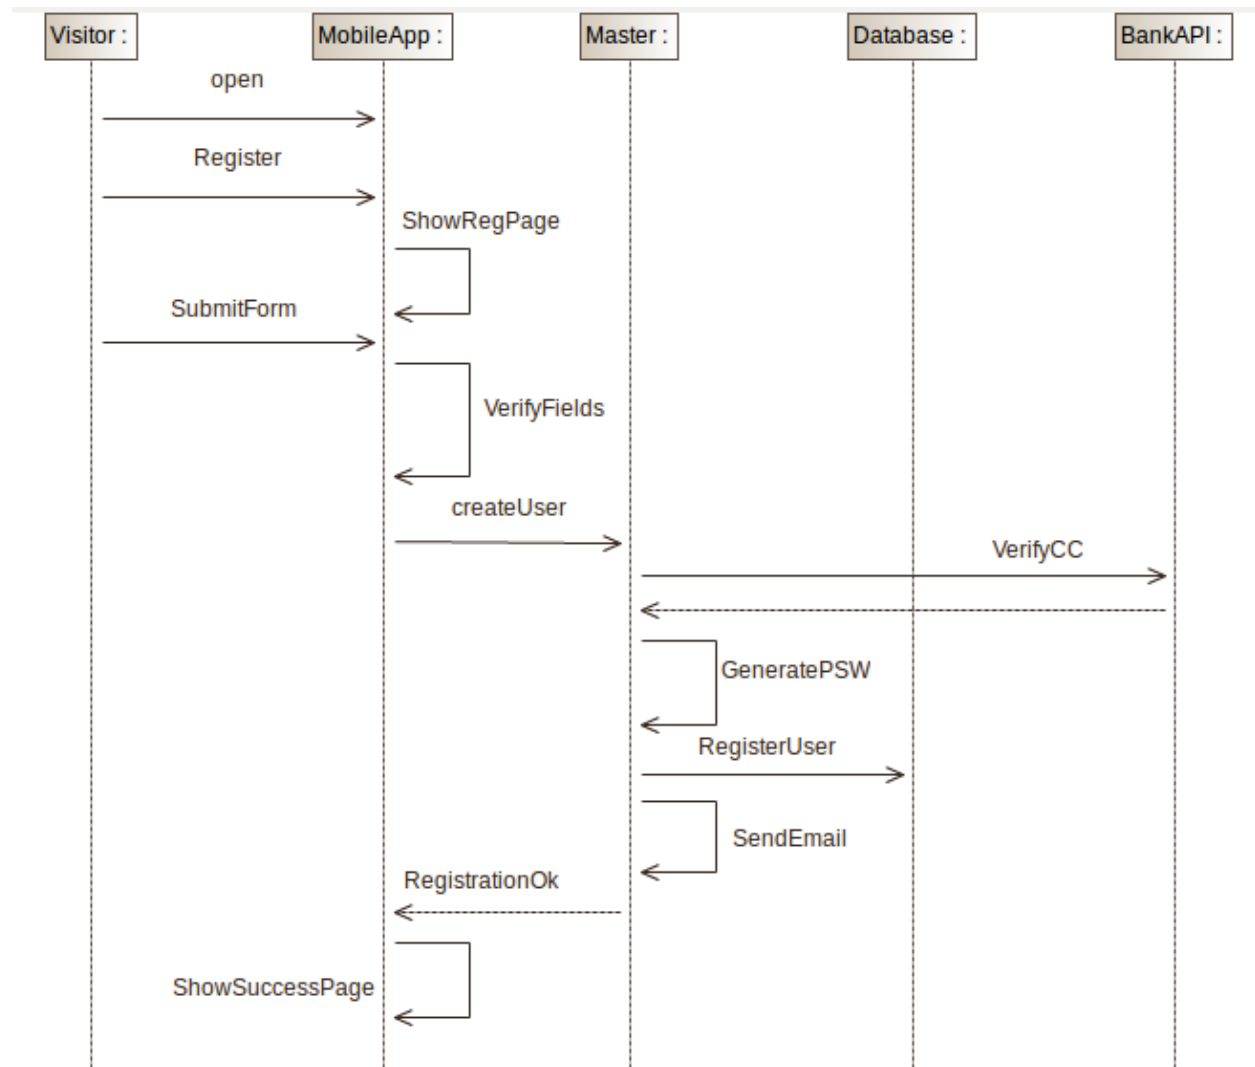 Visitor :
MobileApp :
Master :
Database :
BankAPI :
open
Register
ShowRegPage
SubmitForm
VerifyFields
createUser
VerifyCC
GeneratePSW
RegisterUser
SendEmail
RegistrationOk
ShowSuccessPage